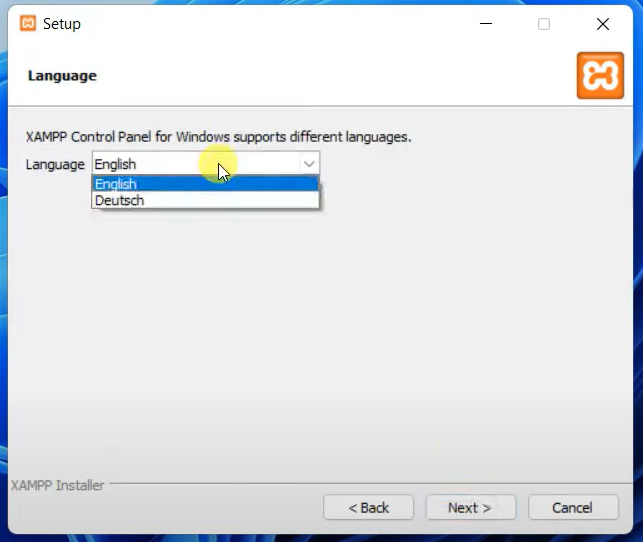 Setup
Language
XAMPP Control Panel for Windows supports different languages.
Language English
English
Deutsch
XAMPP Installer
< Back Next > Cancel